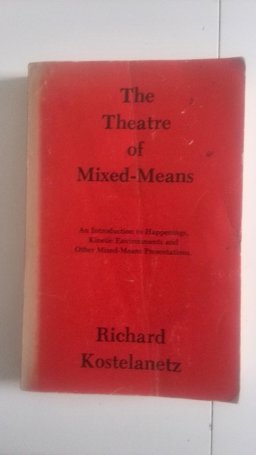 The
Theatre
of
Mixed-Means
An Introduction to Happenings,
Kinetic Environments and
Other Mixed-Means Presentations
Richard
Kostelanetz